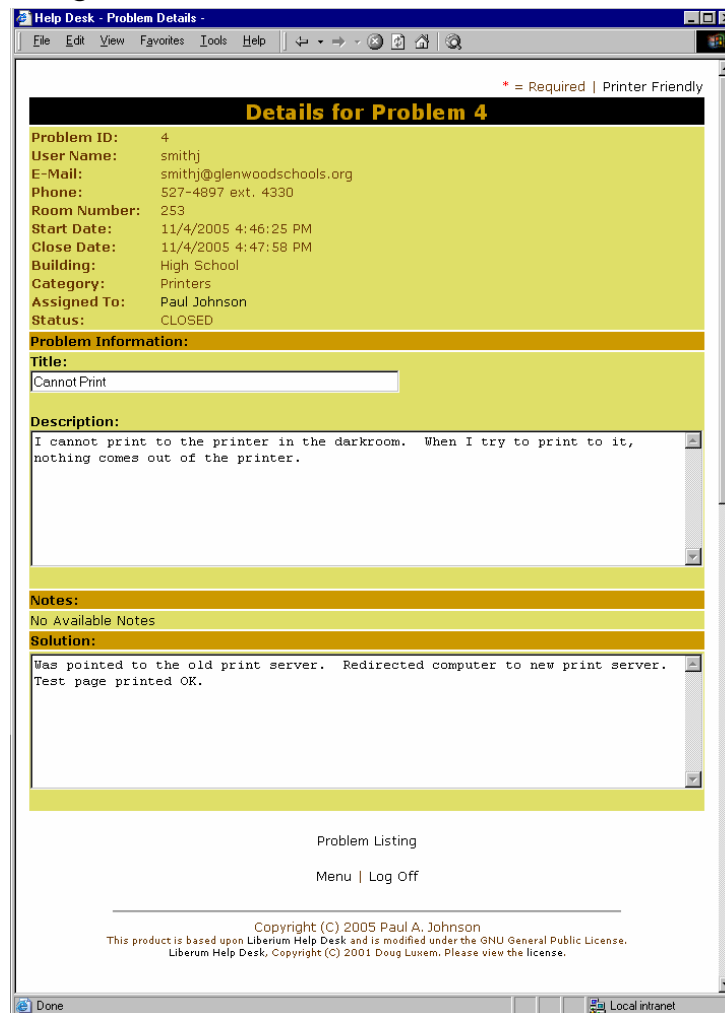 Help Desk - Problem Details -
File Edit View Favorites Tools Help
* = Required | Printer Friendly
Details for Problem 4
Problem ID: 4
User Name: smithj
E-Mail: smithj@glenwoodschools.org
Phone: 527-4897 ext. 4330
Room Number: 253
Start Date: 11/4/2005 4:46:25 PM
Close Date: 11/4/2005 4:47:58 PM
Building: High School
Category: Printers
Assigned To: Paul Johnson
Status: CLOSED
Problem Information:
Title:
Cannot Print
Description:
I cannot print to the printer in the darkroom. When I try to print to it,
nothing comes out of the printer.
Notes:
No Available Notes
Solution:
Was pointed to the old print server. Redirected computer to new print server.
Test page printed OK.
Problem Listing
Menu | Log Off
Copyright (C) 2005 Paul A. Johnson
This product is based upon Liberium Help Desk and is modified under the GNU General Public License.
Liberum Help Desk, Copyright (C) 2001 Doug Luxem. Please view the license.
Done Local intranet